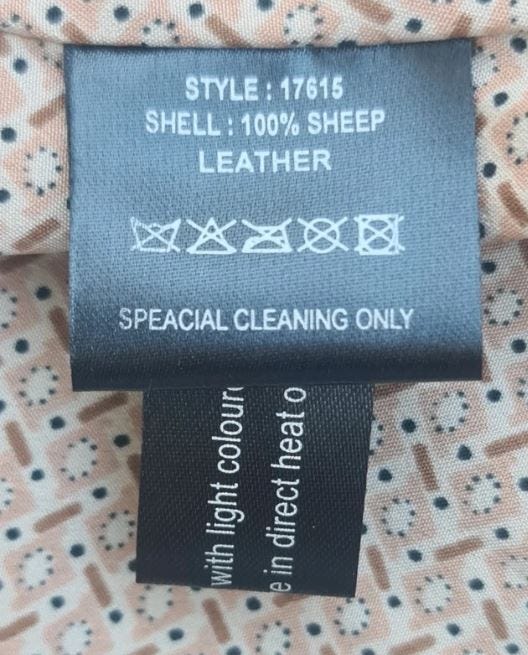 STYLE : 17615
SHELL : 100% SHEEP
LEATHER
SPEACIAL CLEANING ONLY
with light colour
in direct heat